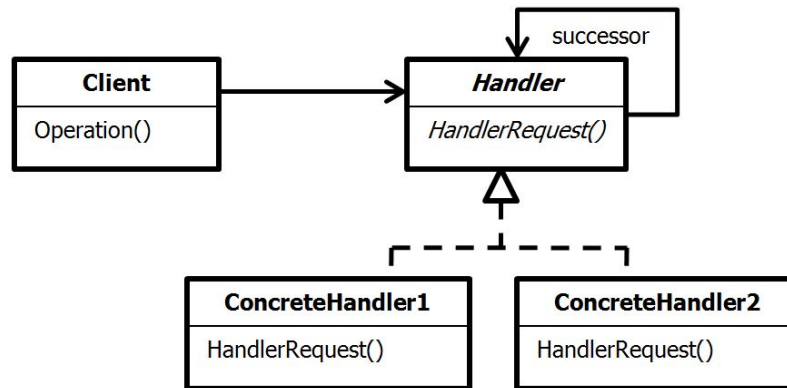 successor
Client
Handler
Operation()
HandlerRequest()
ConcreteHandler1
ConcreteHandler2
HandlerRequest()
HandlerRequest()